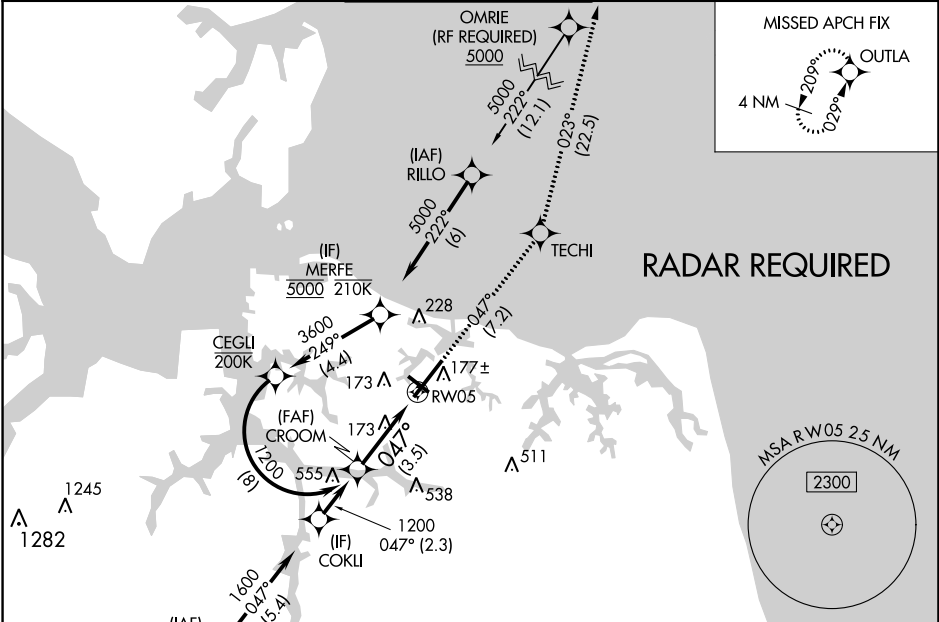 OMRIE
(RF REQUIRED)
5000
5000
222°
(12.1)
023°
(22.5)
MISSED APCH FIX
OUTLA
209°
4 NM
029°
(IAF)
RILLO
5000
222°
(6)
TECHI
RADAR REQUIRED
(IF)
MERFE
5000 210K
228
047°
(7.2)
3600
249°
(4.4)
CEGLI
200K
173
177±
RW05
(FAF)
CROOM
173
047°
(3.5)
1200
(8)
555
538
511
1245
1282
1200
047° (2.3)
(IF)
COKLI
MSA RW05 25 NM
2300
1600
047°
(5.4)
(IAF)